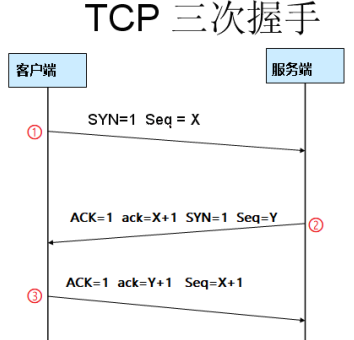 TCP 三次握手
客户端
服务端
SYN=1 Seq = X
①
ACK=1 ack=X+1 SYN=1 Seq=Y
②
ACK=1 ack=Y+1 Seq=X+1
③